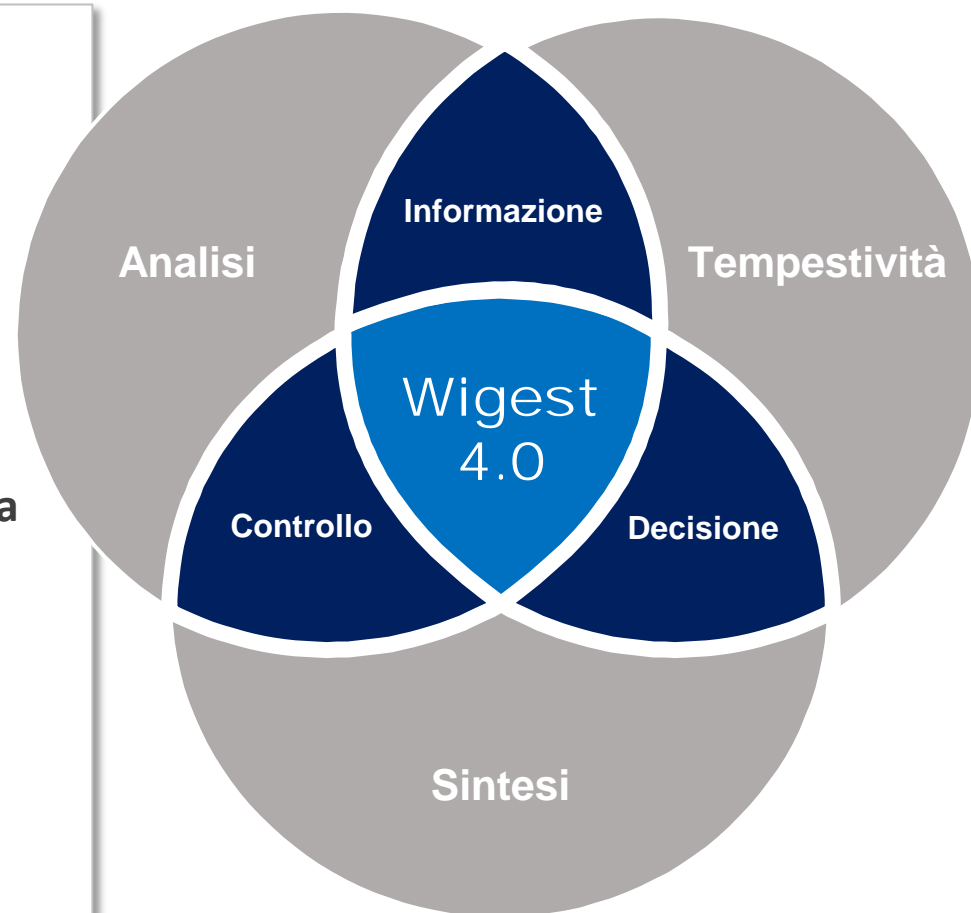 Informazione
Analisi
Tempestività
Wigest
4.0
a
Controllo
Decisione
Sintesi